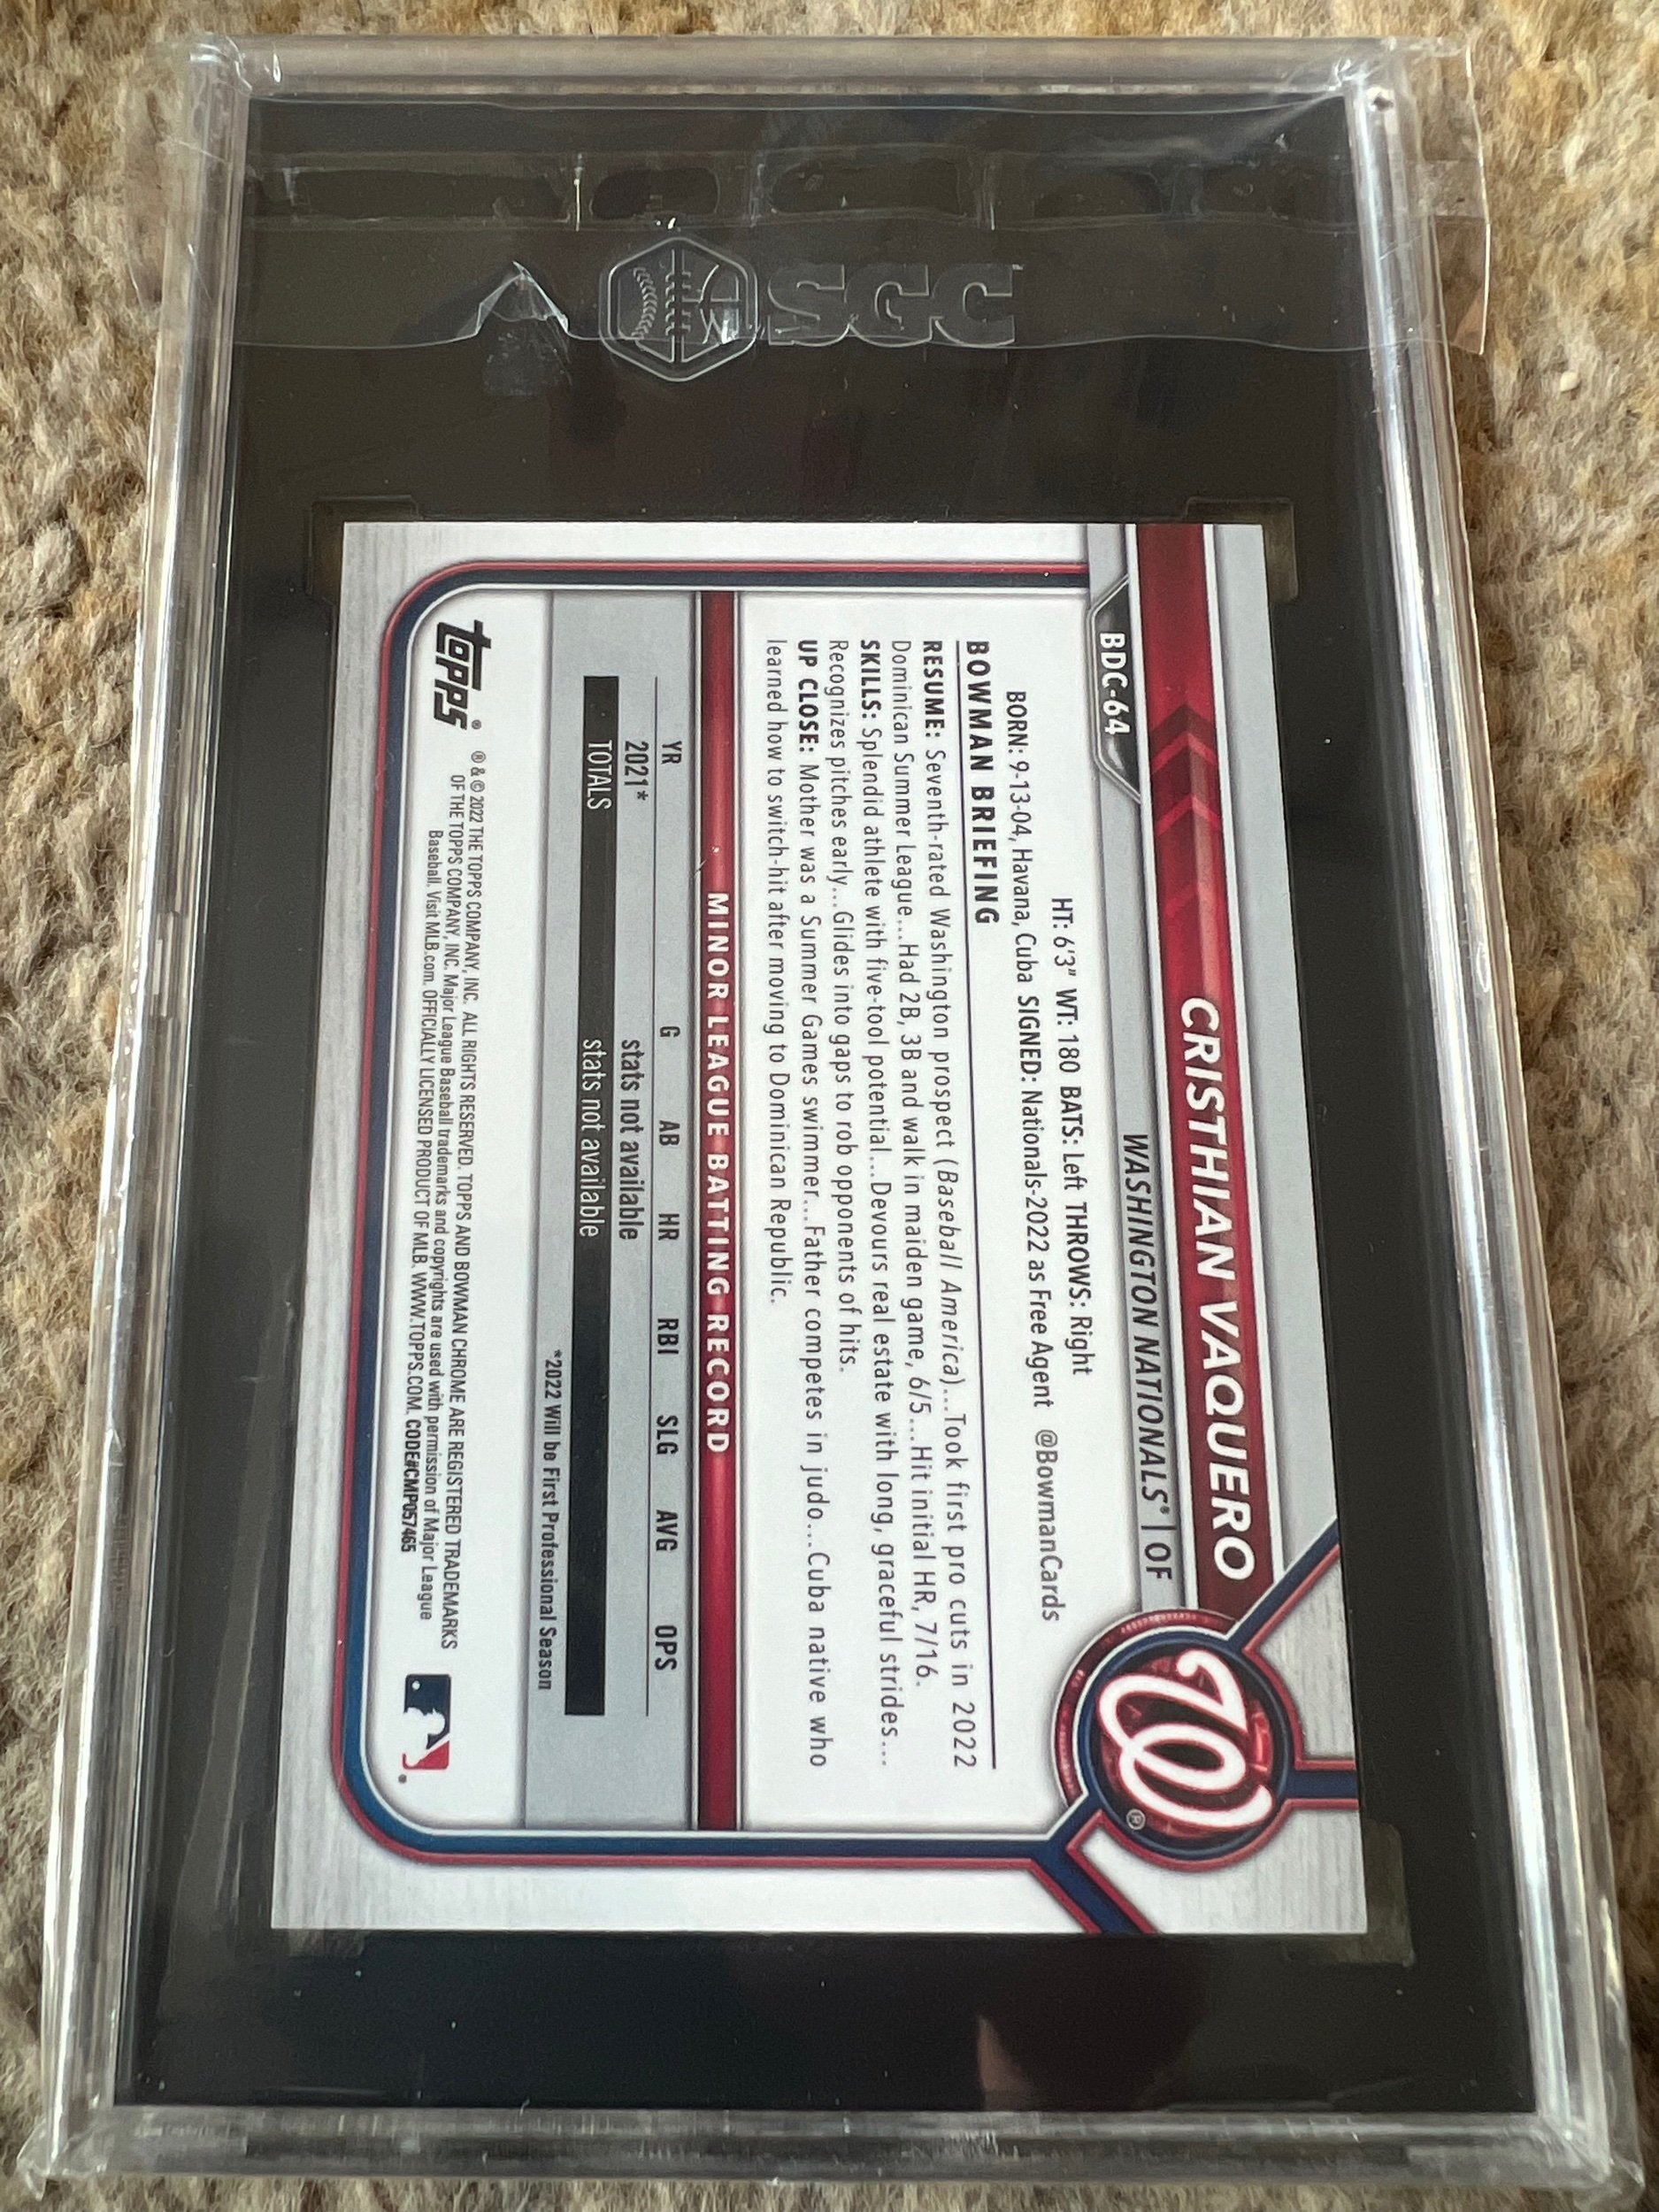 SGC
BDC-64
CRISTHIAN VAQUERO
WASHINGTON NATIONALS® | OF
HT: 6'3" WT: 180 BATS: Left THROWS: Right
BORN: 9-13-04, Havana, Cuba SIGNED: Nationals-2022 as Free Agent @BowmanCards
BOWMAN BRIEFING
RESUME: Seventh-rated Washington prospect (Baseball America)...Took first pro cuts in 2022
Dominican Summer League...Had 2B, 3B and walk in maiden game, 6/5...Hit initial HR, 7/16.
SKILLS: Splendid athlete with five-tool potential...Devours real estate with long, graceful strides...
Recognizes pitches early...Glides into gaps to rob opponents of hits.
UP CLOSE: Mother was a Summer Games swimmer...Father competes in judo...Cuba native who
learned how to switch-hit after moving to Dominican Republic.
W®
MINOR LEAGUE BATTING RECORD
YR G AB HR RBI SLG AVG OPS
2021* stats not available
TOTALS stats not available
*2022 Will be First Professional Season
topps®
® & © 2022 THE TOPPS COMPANY, INC. ALL RIGHTS RESERVED. TOPPS AND BOWMAN CHROME ARE REGISTERED TRADEMARKS
OF THE TOPPS COMPANY, INC. Major League Baseball trademarks and copyrights are used with permission of Major League
Baseball. Visit MLB.com. OFFICIALLY LICENSED PRODUCT OF MLB. WWW.TOPPS.COM. CODE#CMP057465